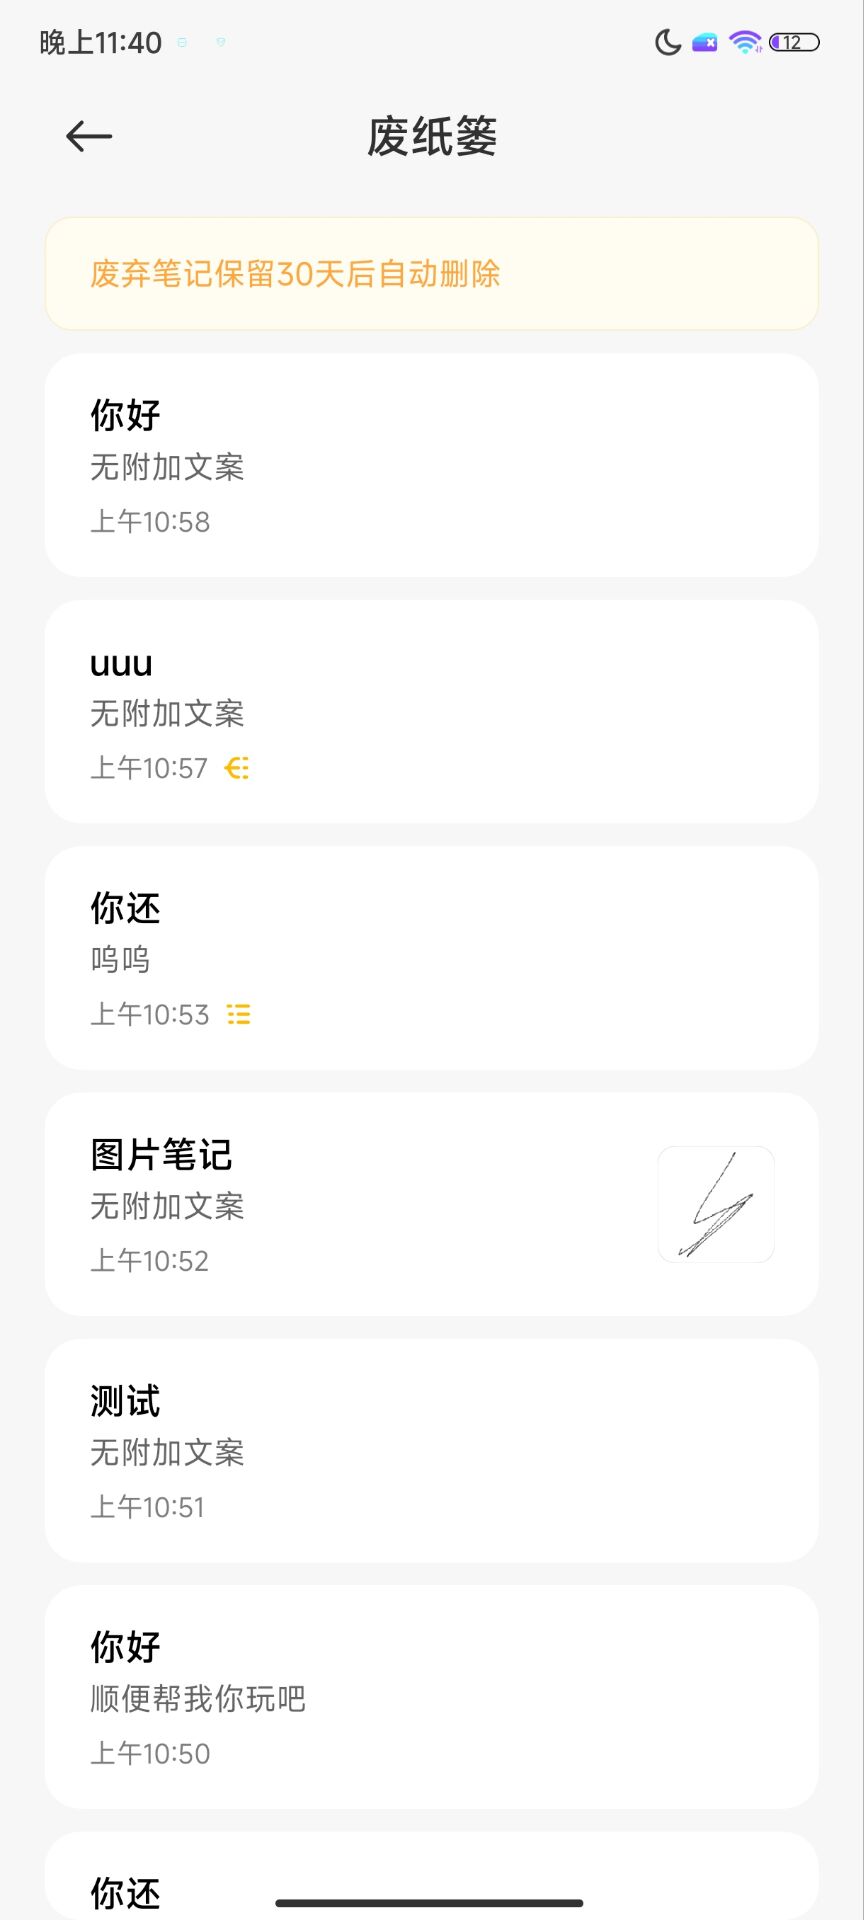 晚上11:40
12
废纸篓
废弃笔记保留30天后自动删除
你好
无附加文案
上午10:58
uuu
无附加文案
上午10:57
你还
呜呜
上午10:53
图片笔记
无附加文案
上午10:52
测试
无附加文案
上午10:51
你好
顺便帮我你玩吧
上午10:50
你还